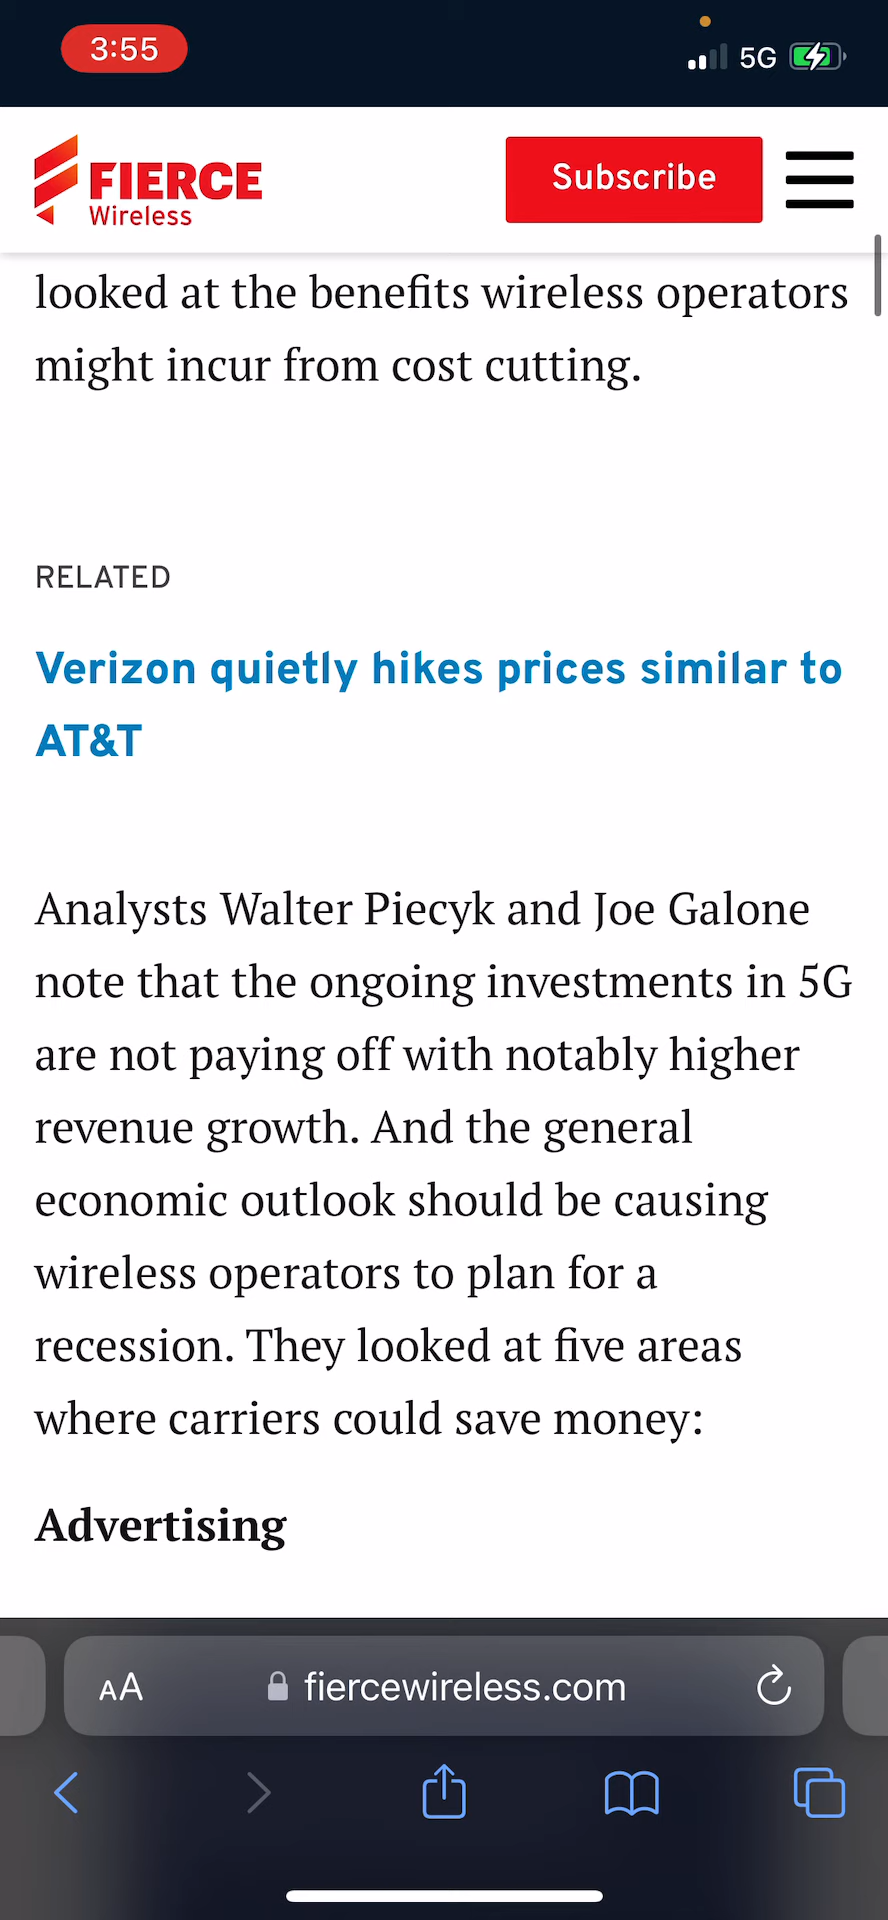 3:55
5G
FIERCE
Wireless
Subscribe
looked at the benefits wireless operators
might incur from cost cutting.
RELATED
Verizon quietly hikes prices similar to
AT&T
Analysts Walter Piecyk and Joe Galone
note that the ongoing investments in 5G
are not paying off with notably higher
revenue growth. And the general
economic outlook should be causing
wireless operators to plan for a
recession. They looked at five areas
where carriers could save money:
Advertising
AA
fiercewireless.com